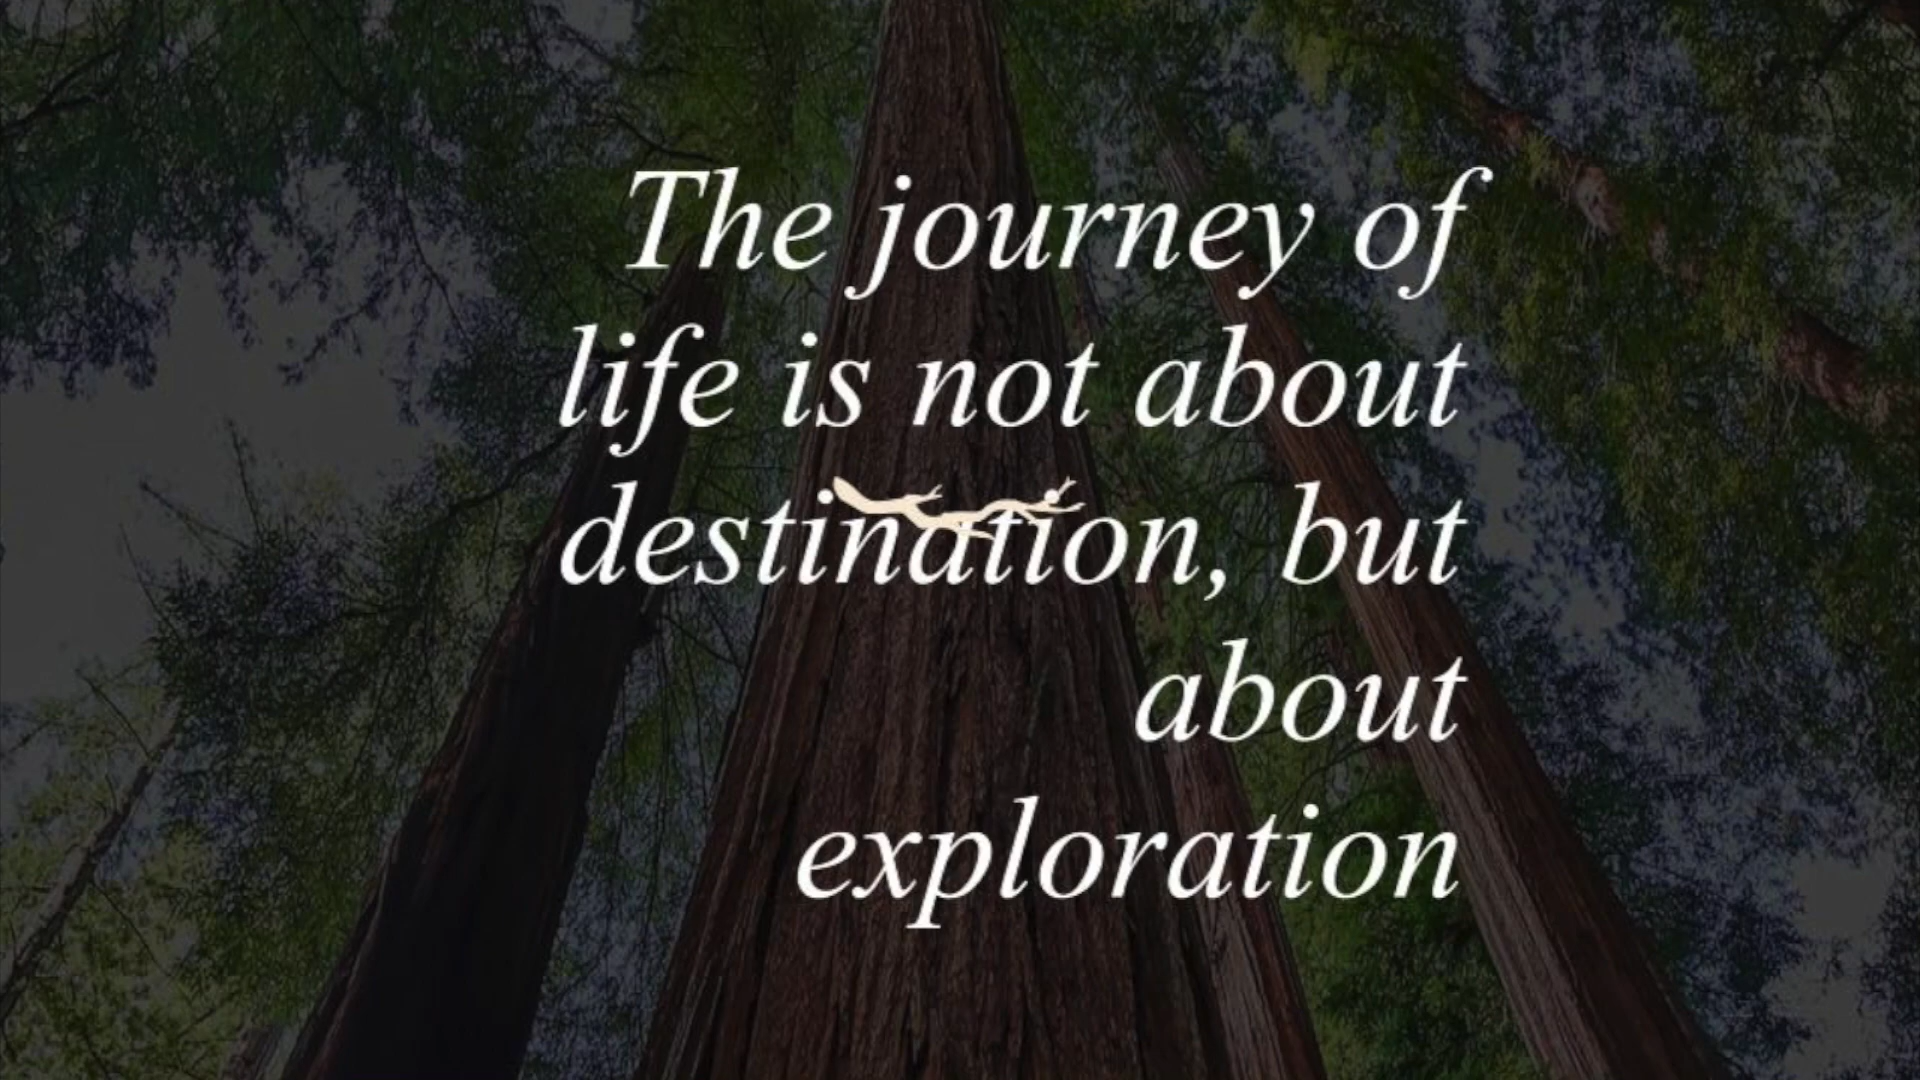 The journey of
life is not about
destination, but
about
exploration